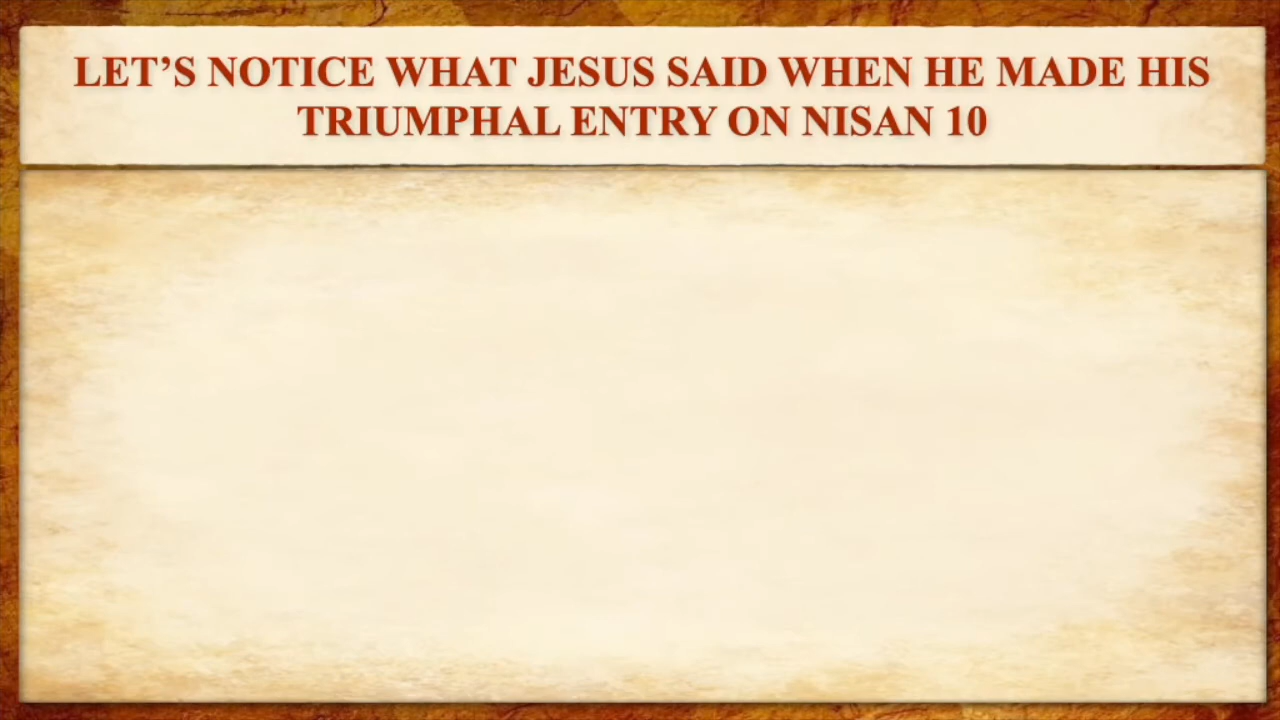 LET’S NOTICE WHAT JESUS SAID WHEN HE MADE HIS
TRIUMPHAL ENTRY ON NISAN 10